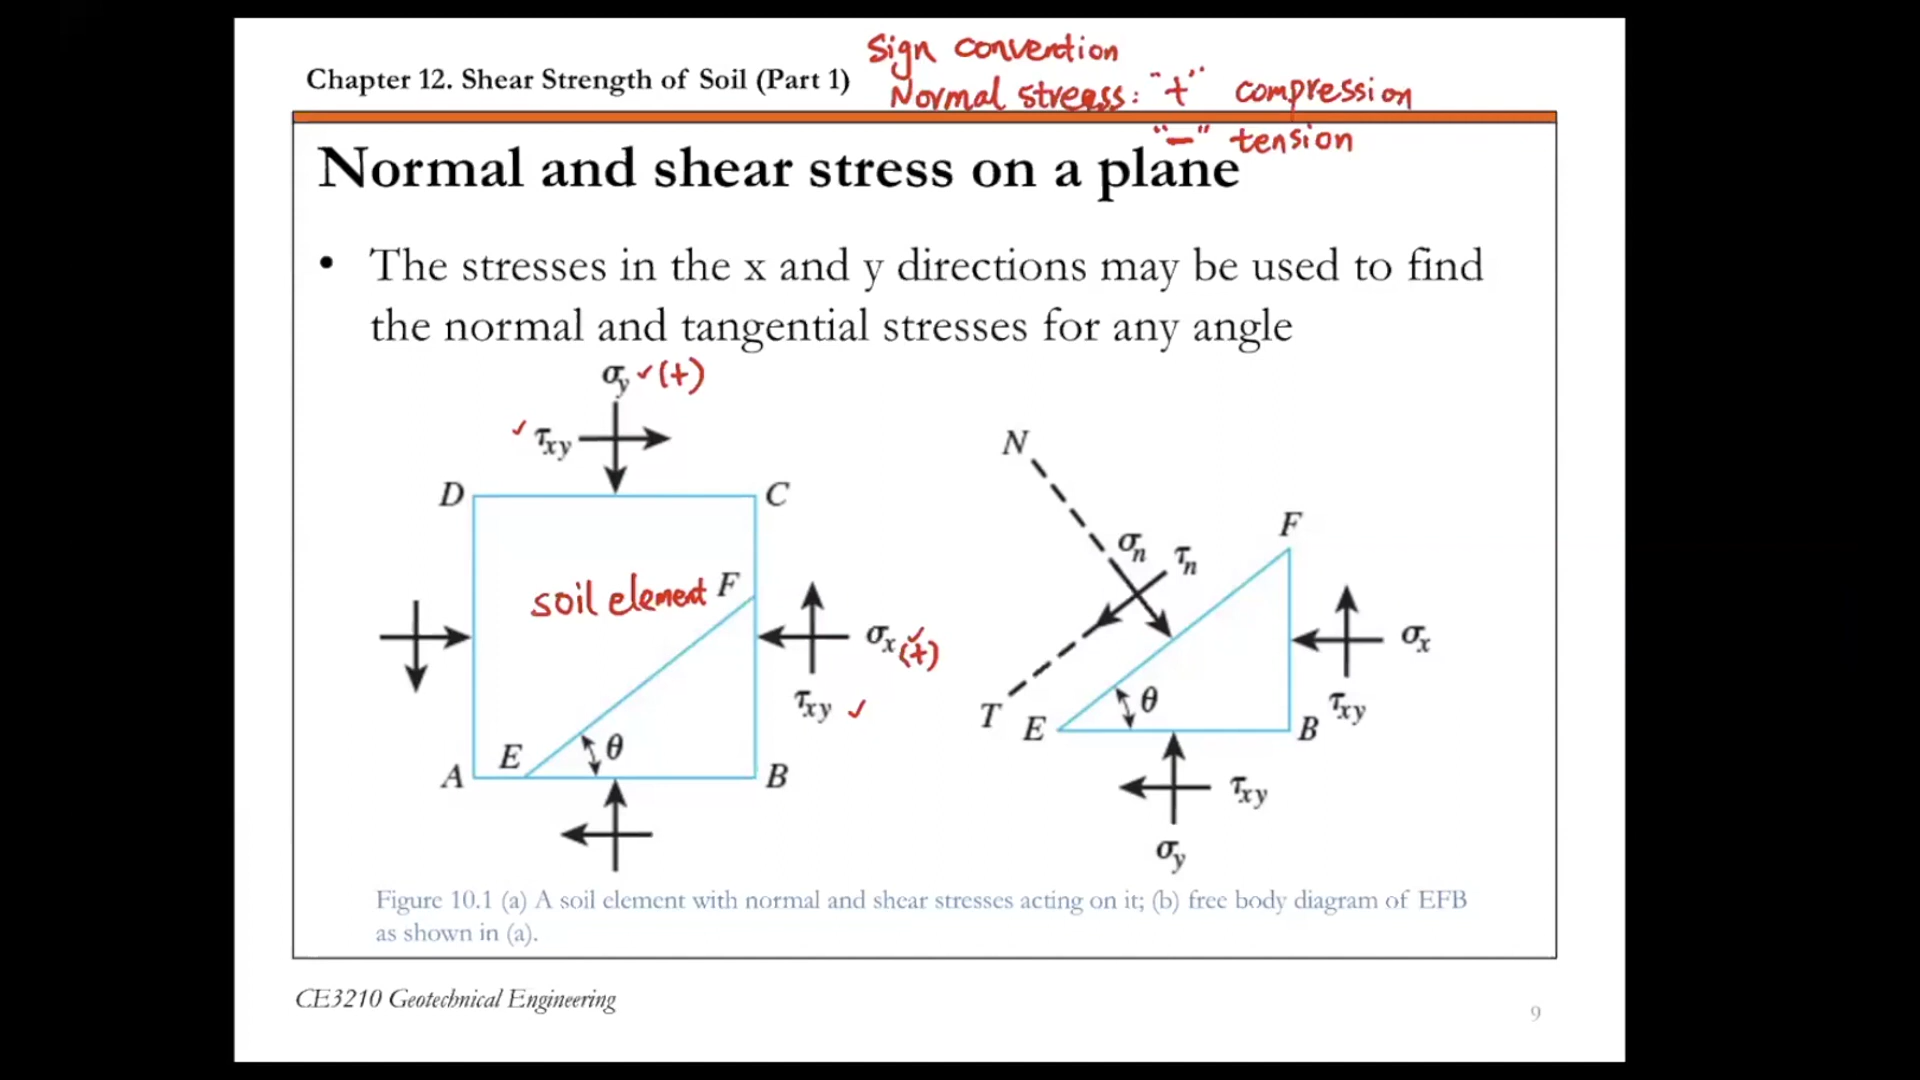 Sign convention
Chapter 12. Shear Strength of Soil (Part 1)
Normal stress: "+" compression
"-" tension
Normal and shear stress on a plane
• The stresses in the x and y directions may be used to find
the normal and tangential stresses for any angle
σy ✓(+)
✓ τxy
D C
soil element F
σx (+) ✓
τxy ✓
E θ
A B
N
F
σn τn
σx
θ
T E B τxy
τxy
σy
Figure 10.1 (a) A soil element with normal and shear stresses acting on it; (b) free body diagram of EFB
as shown in (a).
CE3210 Geotechnical Engineering
9